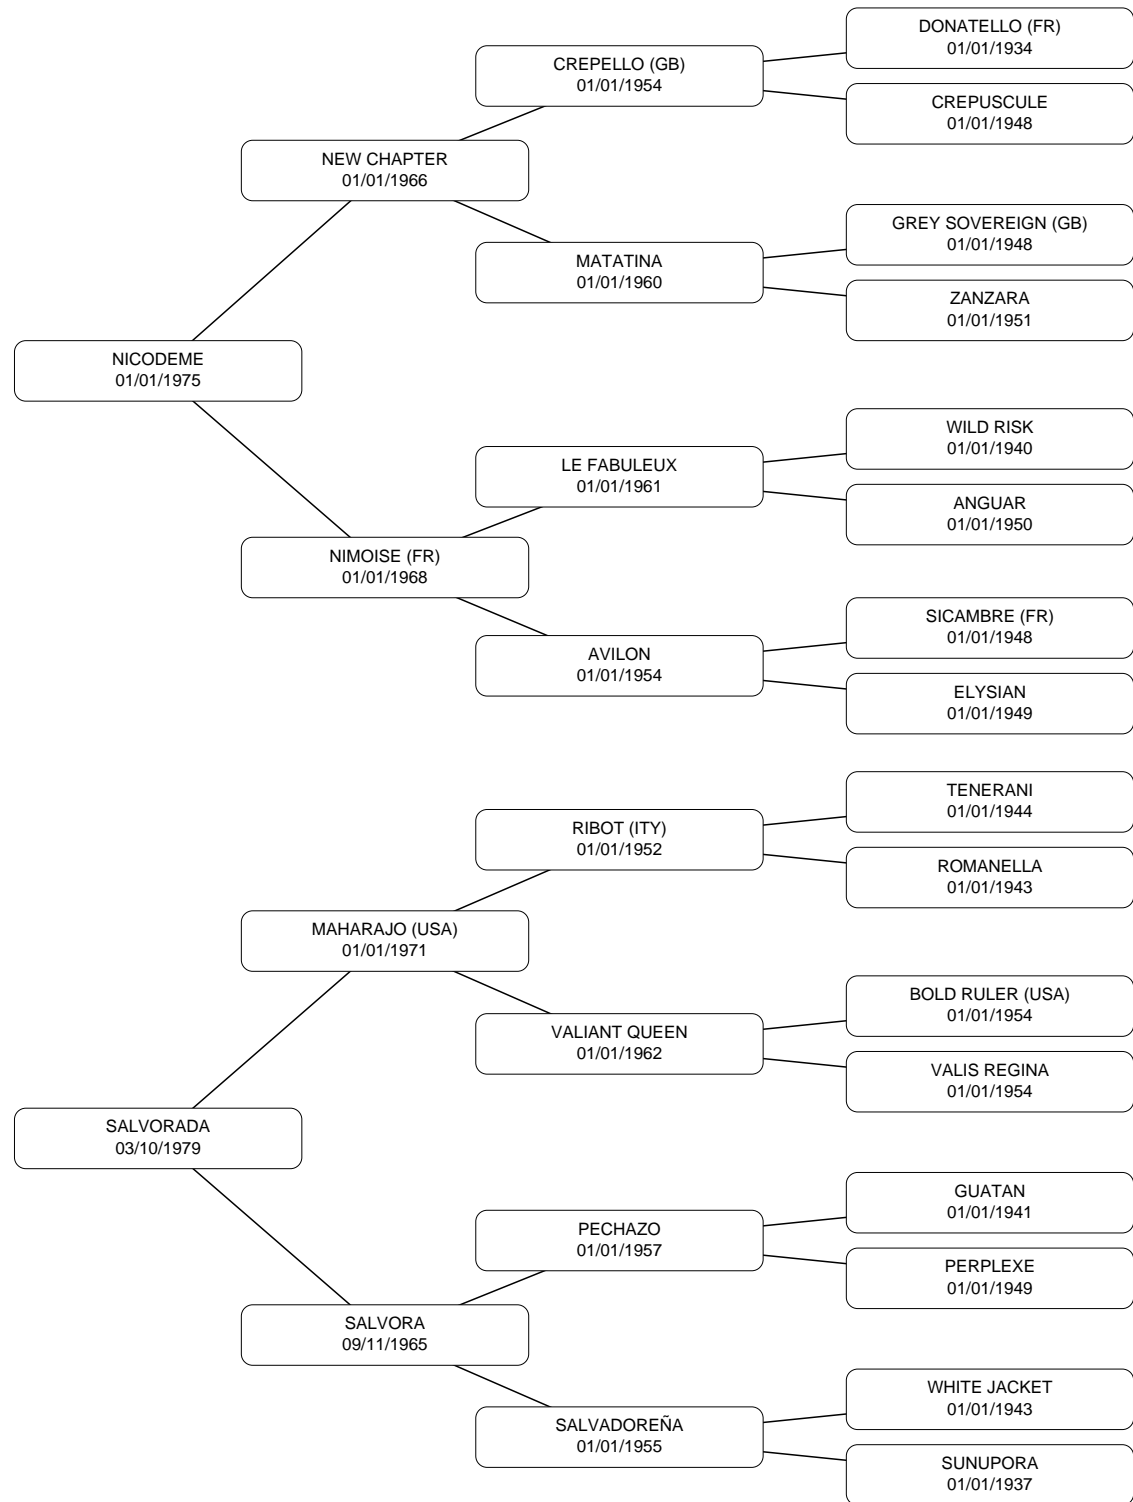 DONATELLO (FR)
01/01/1934
CREPELLO (GB)
01/01/1954
CREPUSCULE
01/01/1948
NEW CHAPTER
01/01/1966
GREY SOVEREIGN (GB)
01/01/1948
MATATINA
01/01/1960
ZANZARA
01/01/1951
NICODEME
01/01/1975
WILD RISK
01/01/1940
LE FABULEUX
01/01/1961
ANGUAR
01/01/1950
NIMOISE (FR)
01/01/1968
SICAMBRE (FR)
01/01/1948
AVILON
01/01/1954
ELYSIAN
01/01/1949
TENERANI
01/01/1944
RIBOT (ITY)
01/01/1952
ROMANELLA
01/01/1943
MAHARAJO (USA)
01/01/1971
BOLD RULER (USA)
01/01/1954
VALIANT QUEEN
01/01/1962
VALIS REGINA
01/01/1954
SALVORADA
03/10/1979
GUATAN
01/01/1941
PECHAZO
01/01/1957
PERPLEXE
01/01/1949
SALVORA
09/11/1965
WHITE JACKET
01/01/1943
SALVADOREÑA
01/01/1955
SUNUPORA
01/01/1937